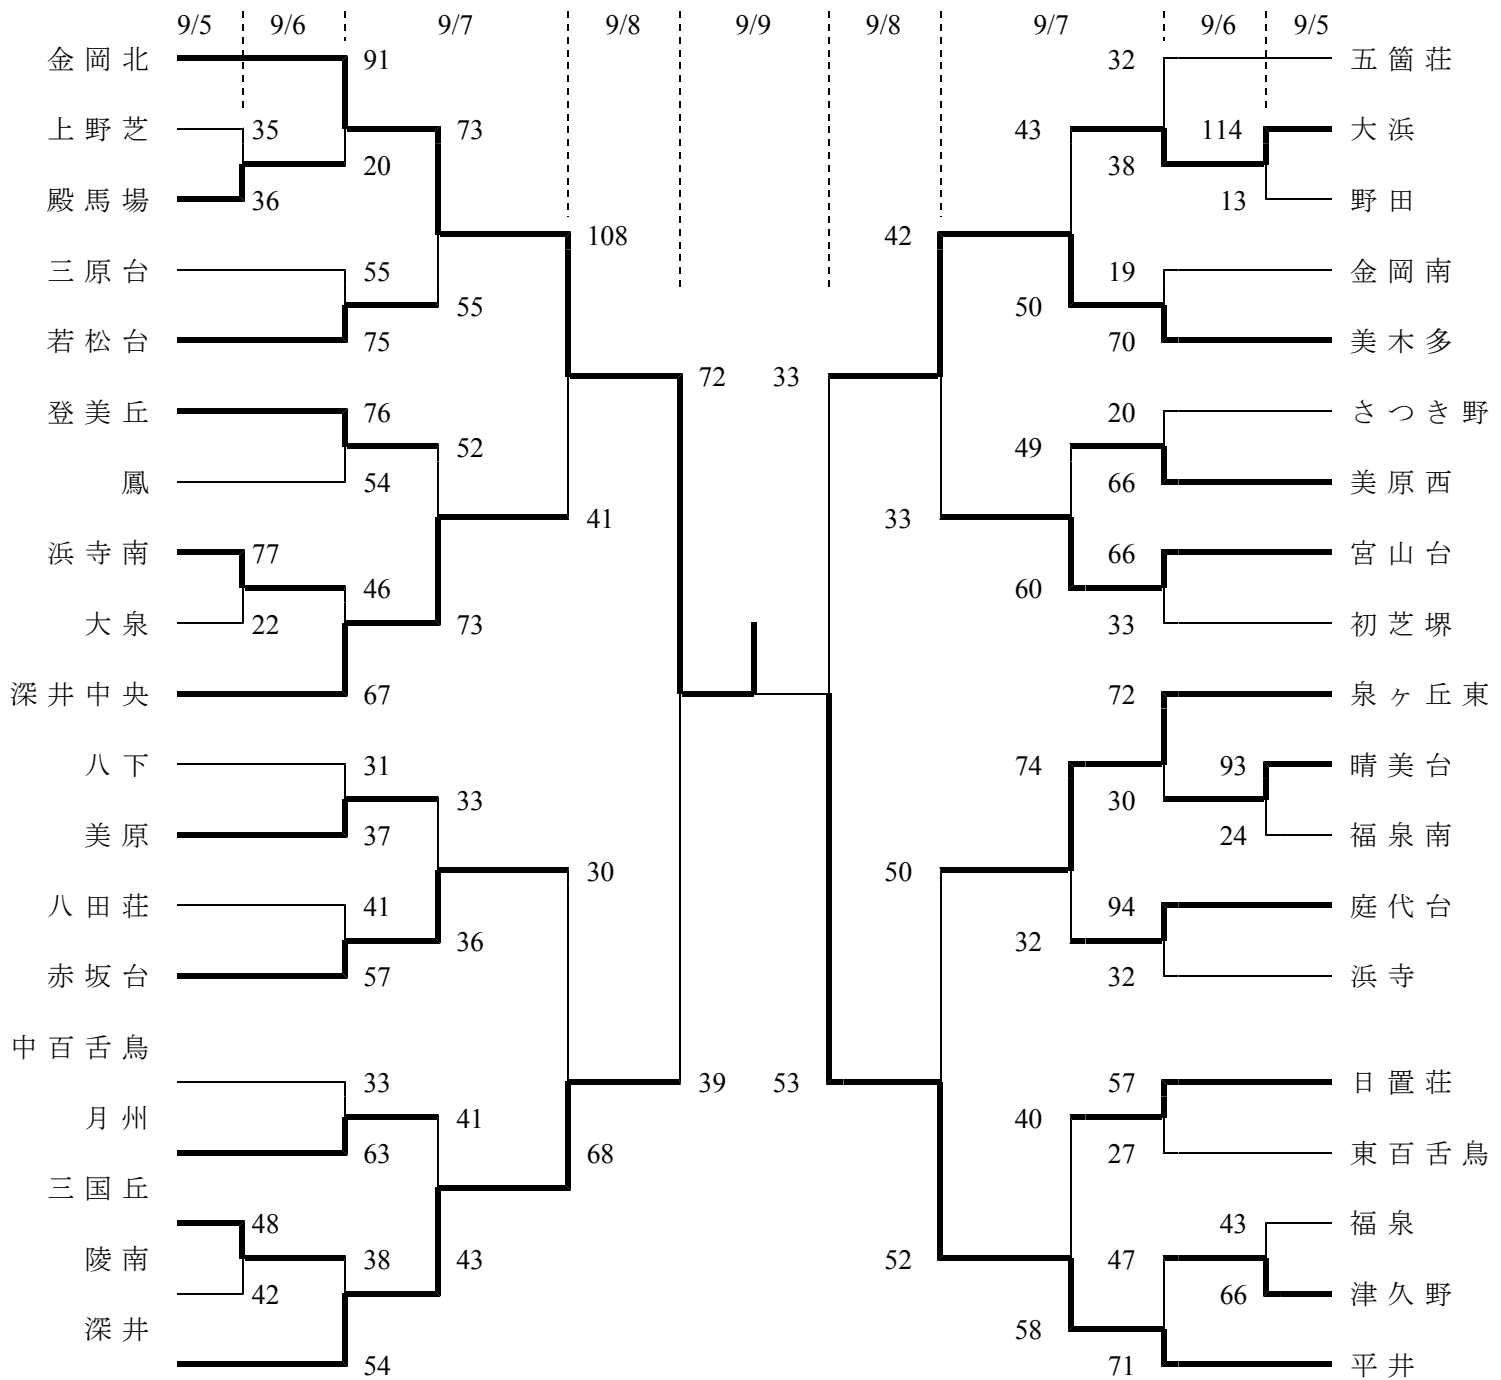 9/5 9/6 9/7 9/8 9/9 9/8 9/7 9/6 9/5
金岡北 91 32 五箇荘
上野芝 35 73 43 114 大浜
20 38
殿馬場 36 13 野田
108 42
三原台 55 19 金岡南
55 50
若松台 75 70 美木多
72 33
登美丘 76 20 さつき野
52 49
鳳 54 66 美原西
41 33
浜寺南 77 66 宮山台
46 60
大泉 22 73 33 初芝堺
深井中央 67 72 泉ヶ丘東
八下 31 74 93 晴美台
33 30
美原 37 24 福泉南
30 50
八田荘 41 94 庭代台
36 32
赤坂台 57 32 浜寺
中百舌鳥
33 39 53 57 日置荘
月州 41 40
63 68 27 東百舌鳥
三国丘
48 43 福泉
陵南 38 43 52 47
42 66 津久野
深井 58
54 71 平井